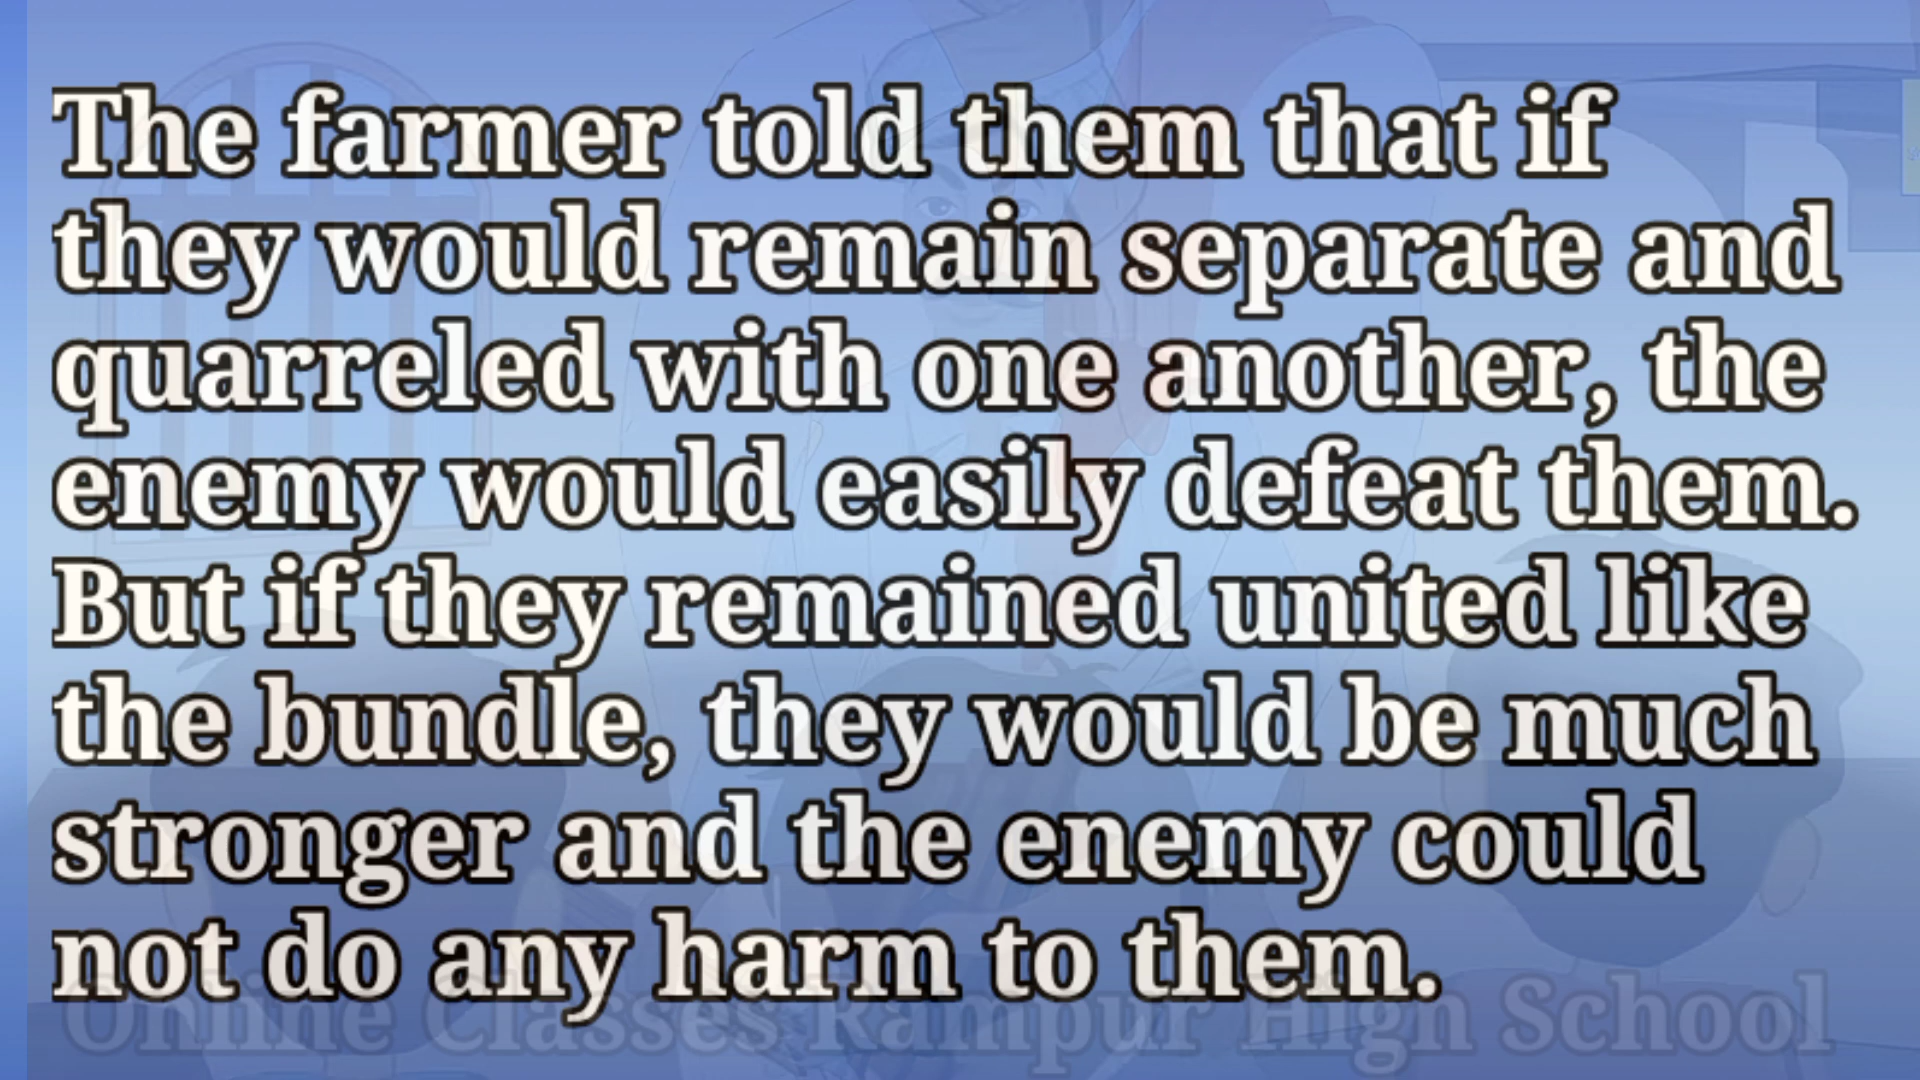 The farmer told them that if
they would remain separate and
quarreled with one another, the
enemy would easily defeat them.
But if they remained united like
the bundle, they would be much
stronger and the enemy could
not do any harm to them.
Online Classes Rampur High School